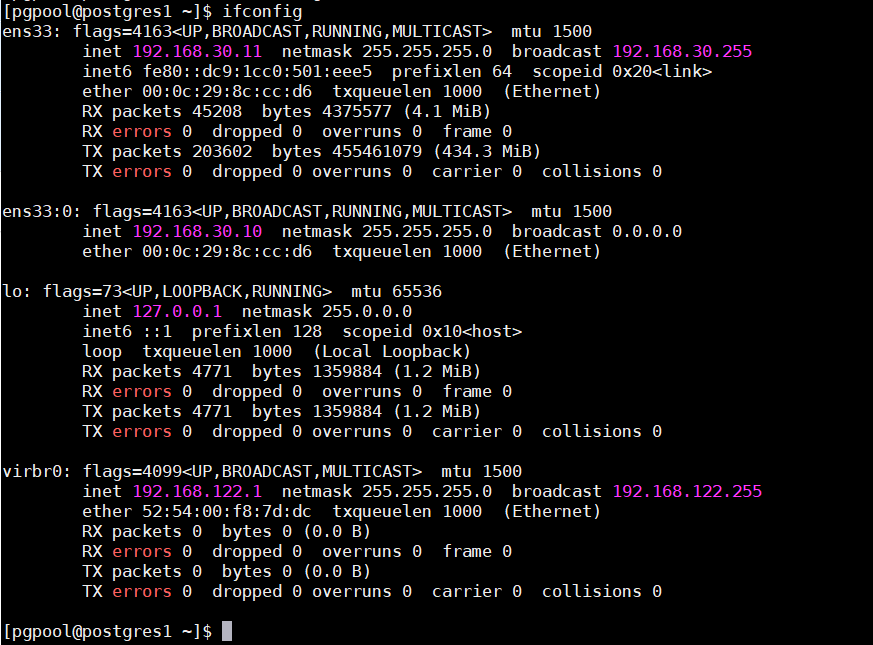 [pgpool@postgres1 ~]$ ifconfig
ens33: flags=4163<UP,BROADCAST,RUNNING,MULTICAST>  mtu 1500
        inet 192.168.30.11  netmask 255.255.255.0  broadcast 192.168.30.255
        inet6 fe80::dc9:1cc0:501:eee5  prefixlen 64  scopeid 0x20<link>
        ether 00:0c:29:8c:cc:d6  txqueuelen 1000  (Ethernet)
        RX packets 45208  bytes 4375577 (4.1 MiB)
        RX errors 0  dropped 0  overruns 0  frame 0
        TX packets 203602  bytes 455461079 (434.3 MiB)
        TX errors 0  dropped 0 overruns 0  carrier 0  collisions 0

ens33:0: flags=4163<UP,BROADCAST,RUNNING,MULTICAST>  mtu 1500
        inet 192.168.30.10  netmask 255.255.255.0  broadcast 0.0.0.0
        ether 00:0c:29:8c:cc:d6  txqueuelen 1000  (Ethernet)

lo: flags=73<UP,LOOPBACK,RUNNING>  mtu 65536
        inet 127.0.0.1  netmask 255.0.0.0
        inet6 ::1  prefixlen 128  scopeid 0x10<host>
        loop  txqueuelen 1000  (Local Loopback)
        RX packets 4771  bytes 1359884 (1.2 MiB)
        RX errors 0  dropped 0  overruns 0  frame 0
        TX packets 4771  bytes 1359884 (1.2 MiB)
        TX errors 0  dropped 0 overruns 0  carrier 0  collisions 0

virbr0: flags=4099<UP,BROADCAST,MULTICAST>  mtu 1500
        inet 192.168.122.1  netmask 255.255.255.0  broadcast 192.168.122.255
        ether 52:54:00:f8:7d:dc  txqueuelen 1000  (Ethernet)
        RX packets 0  bytes 0 (0.0 B)
        RX errors 0  dropped 0  overruns 0  frame 0
        TX packets 0  bytes 0 (0.0 B)
        TX errors 0  dropped 0 overruns 0  carrier 0  collisions 0

[pgpool@postgres1 ~]$